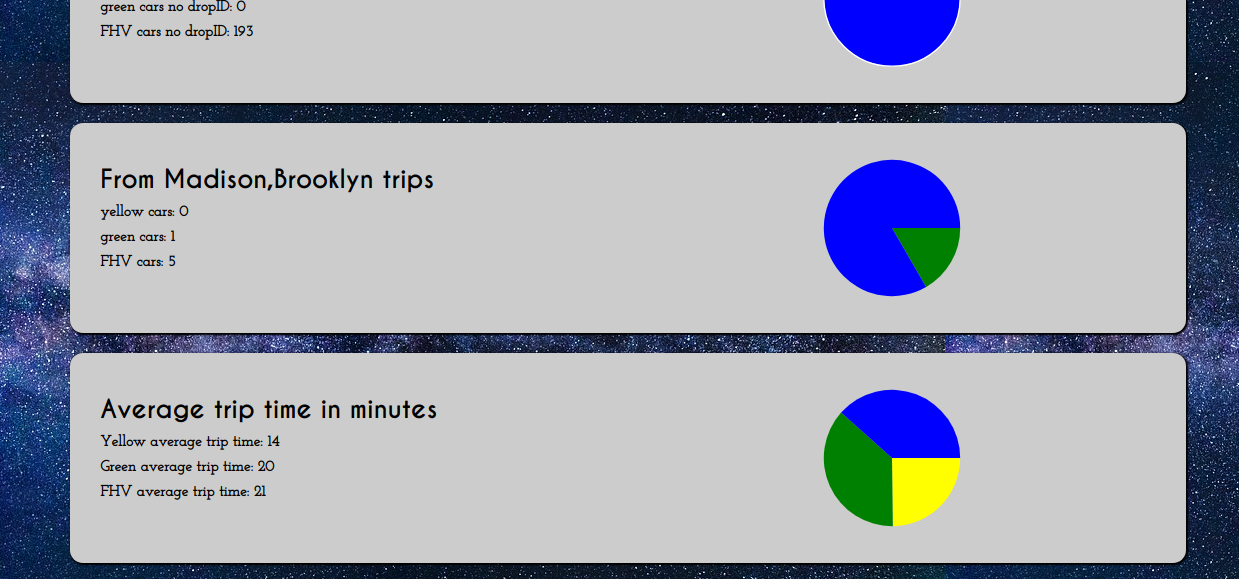 green cars no dropID: 0
FHV cars no dropID: 193
From Madison,Brooklyn trips
yellow cars: 0
green cars: 1
FHV cars: 5
Average trip time in minutes
Yellow average trip time: 14
Green average trip time: 20
FHV average trip time: 21